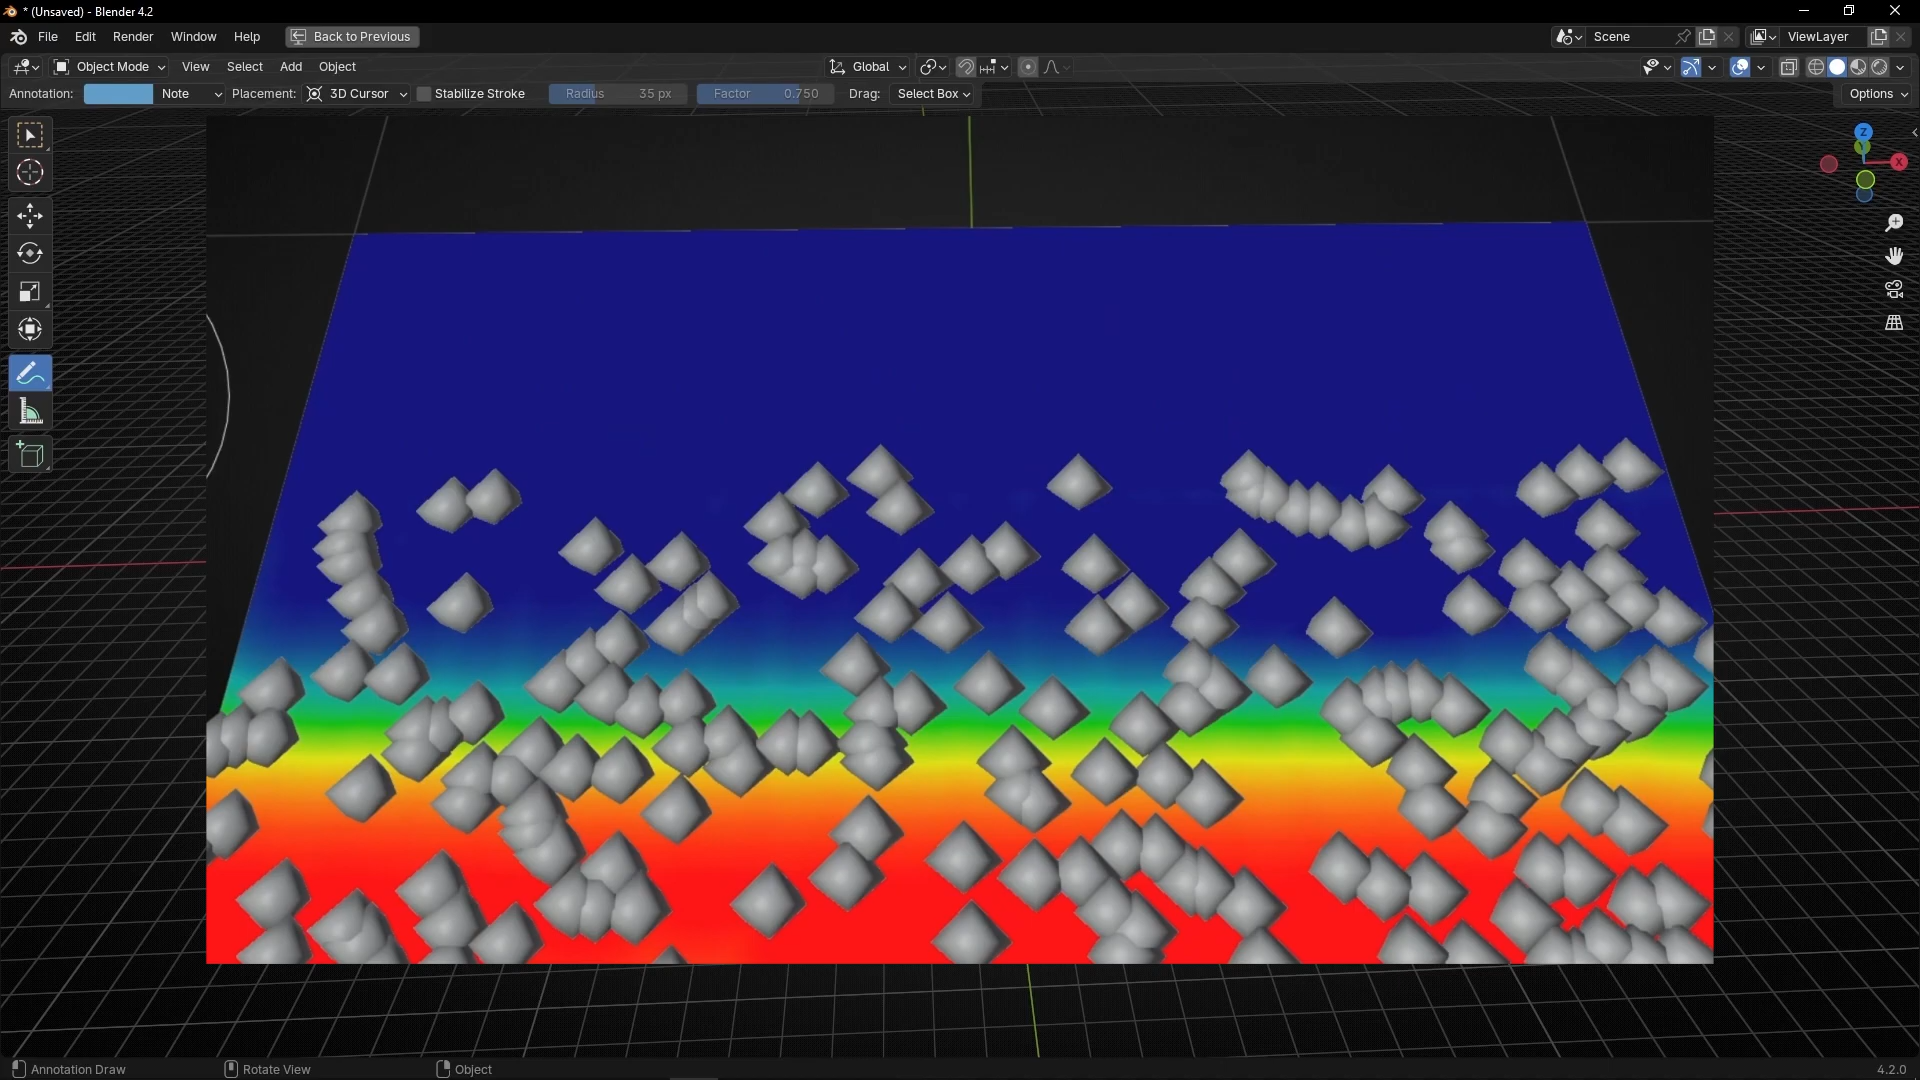 * (Unsaved) - Blender 4.2
File Edit Render Window Help Back to Previous Scene ViewLayer
Object Mode View Select Add Object Global
Annotation: Note Placement: 3D Cursor Stabilize Stroke Radius 35 px Factor 0.750 Drag: Select Box Options
Z
Y
X
Annotation Draw Rotate View Object 4.2.0